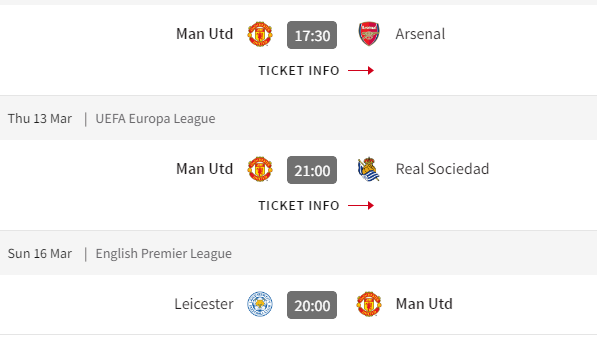 Man Utd 17:30 Arsenal
TICKET INFO
Thu 13 Mar | UEFA Europa League
Man Utd 21:00 Real Sociedad
TICKET INFO
Sun 16 Mar | English Premier League
Leicester 20:00 Man Utd